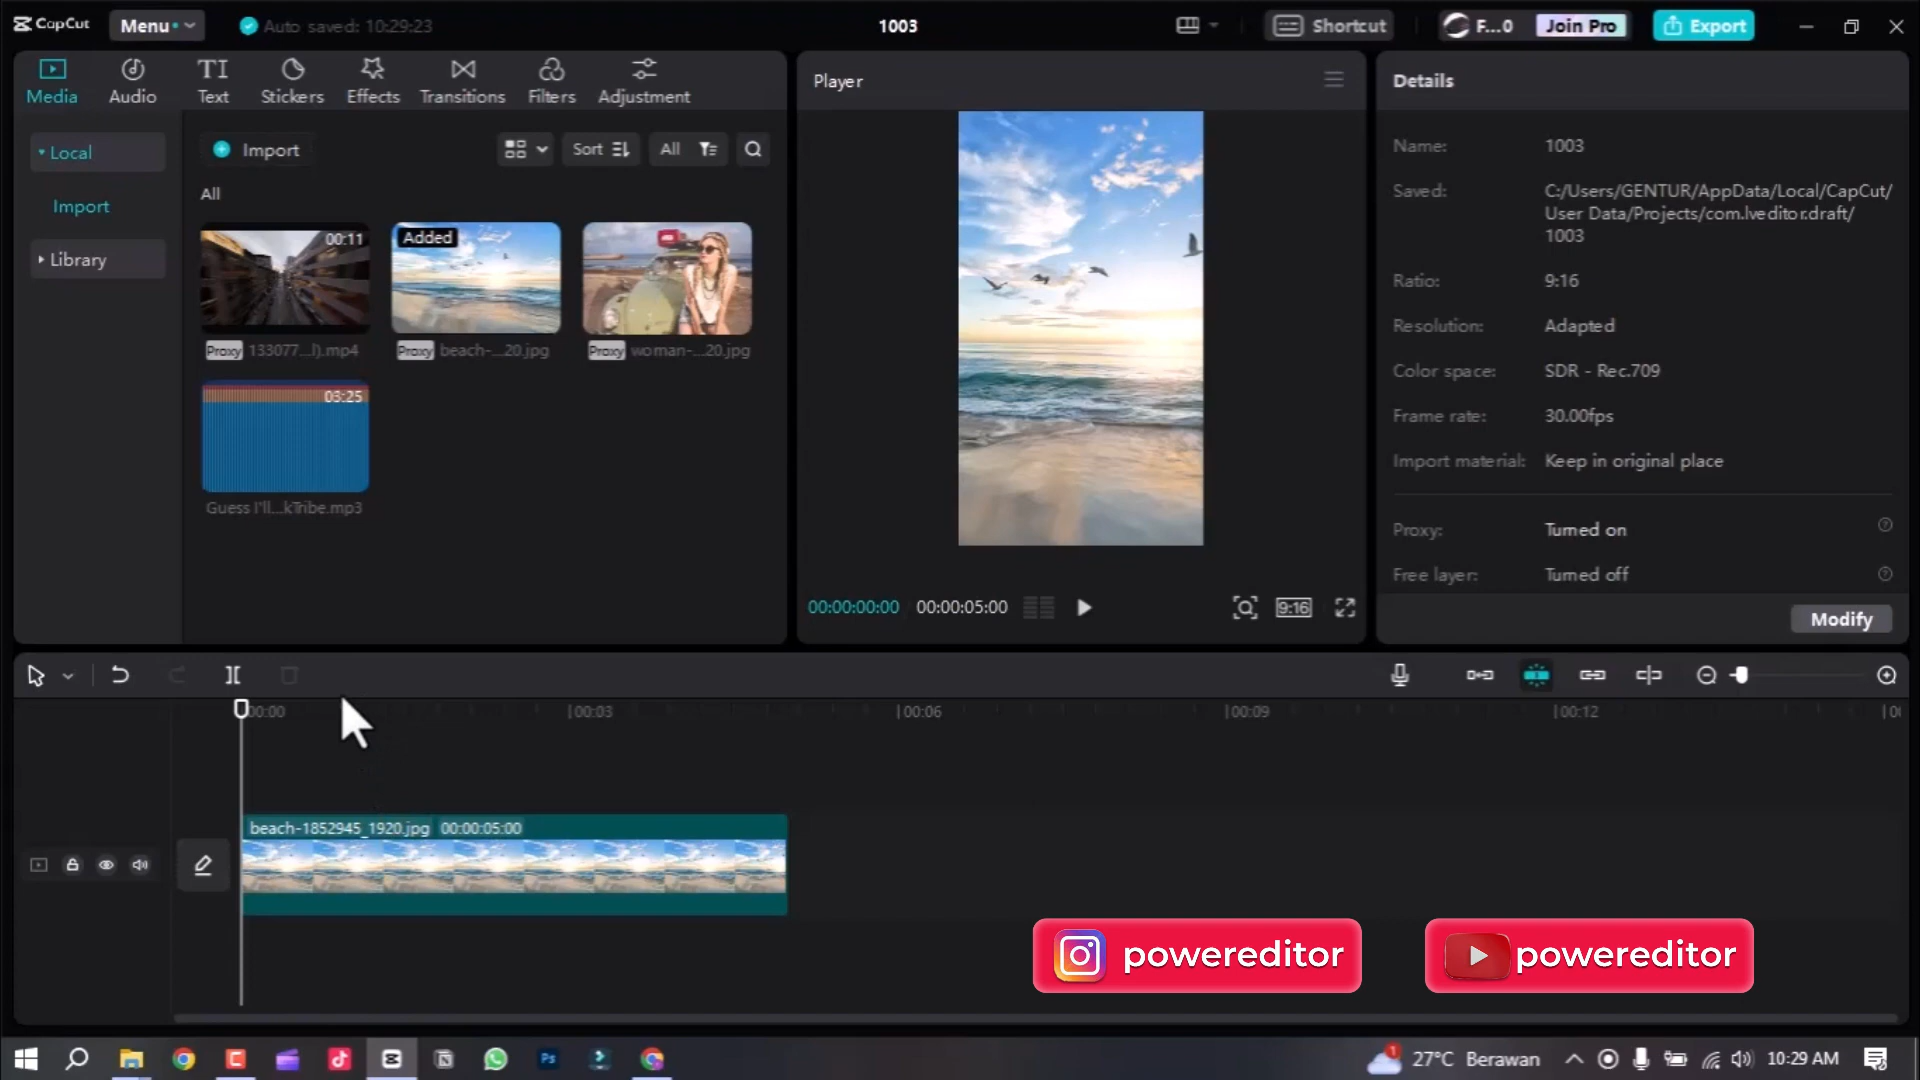 CapCut
Menu
Auto saved: 10:29:23
1003
Shortcut
F...0
Join Pro
Export
Media
Audio
TI
Text
Stickers
Effects
Transitions
Filters
Adjustment
Local
Import
Library
Import
Sort
All
All
00:11
Added
Proxy 133077...l).mp4
Proxy beach-...20.jpg
Proxy woman-...20.jpg
03:25
Guess I'll...kTribe.mp3
Player
00:00:00:00
00:00:05:00
9:16
Details
Name: 1003
Saved: C:/Users/GENTUR/AppData/Local/CapCut/
User Data/Projects/com.lveditor.draft/
1003
Ratio: 9:16
Resolution: Adapted
Color space: SDR - Rec.709
Frame rate: 30.00fps
Import material: Keep in original place
Proxy: Turned on
Free layer: Turned off
Modify
00:00
00:03
00:06
00:09
00:12
beach-1852945_1920.jpg 00:00:05:00
powereditor
powereditor
Ps
1
27°C Berawan
10:29 AM